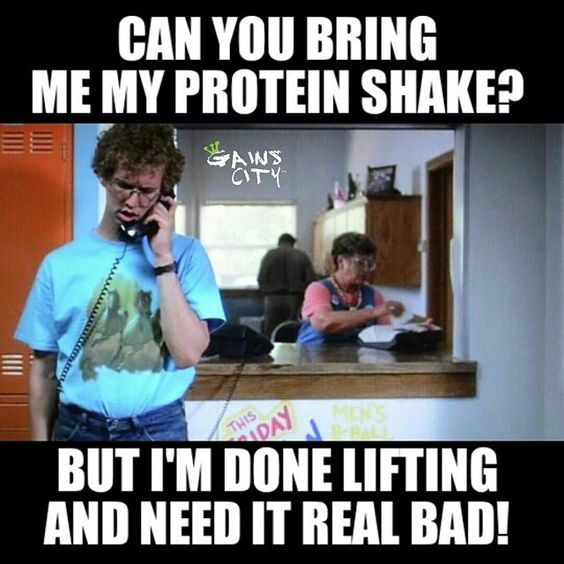 CAN YOU BRING
ME MY PROTEIN SHAKE?
GAINS
CITY
THIS
MEN'S
B-BALL
BUT I'M DONE LIFTING
AND NEED IT REAL BAD!